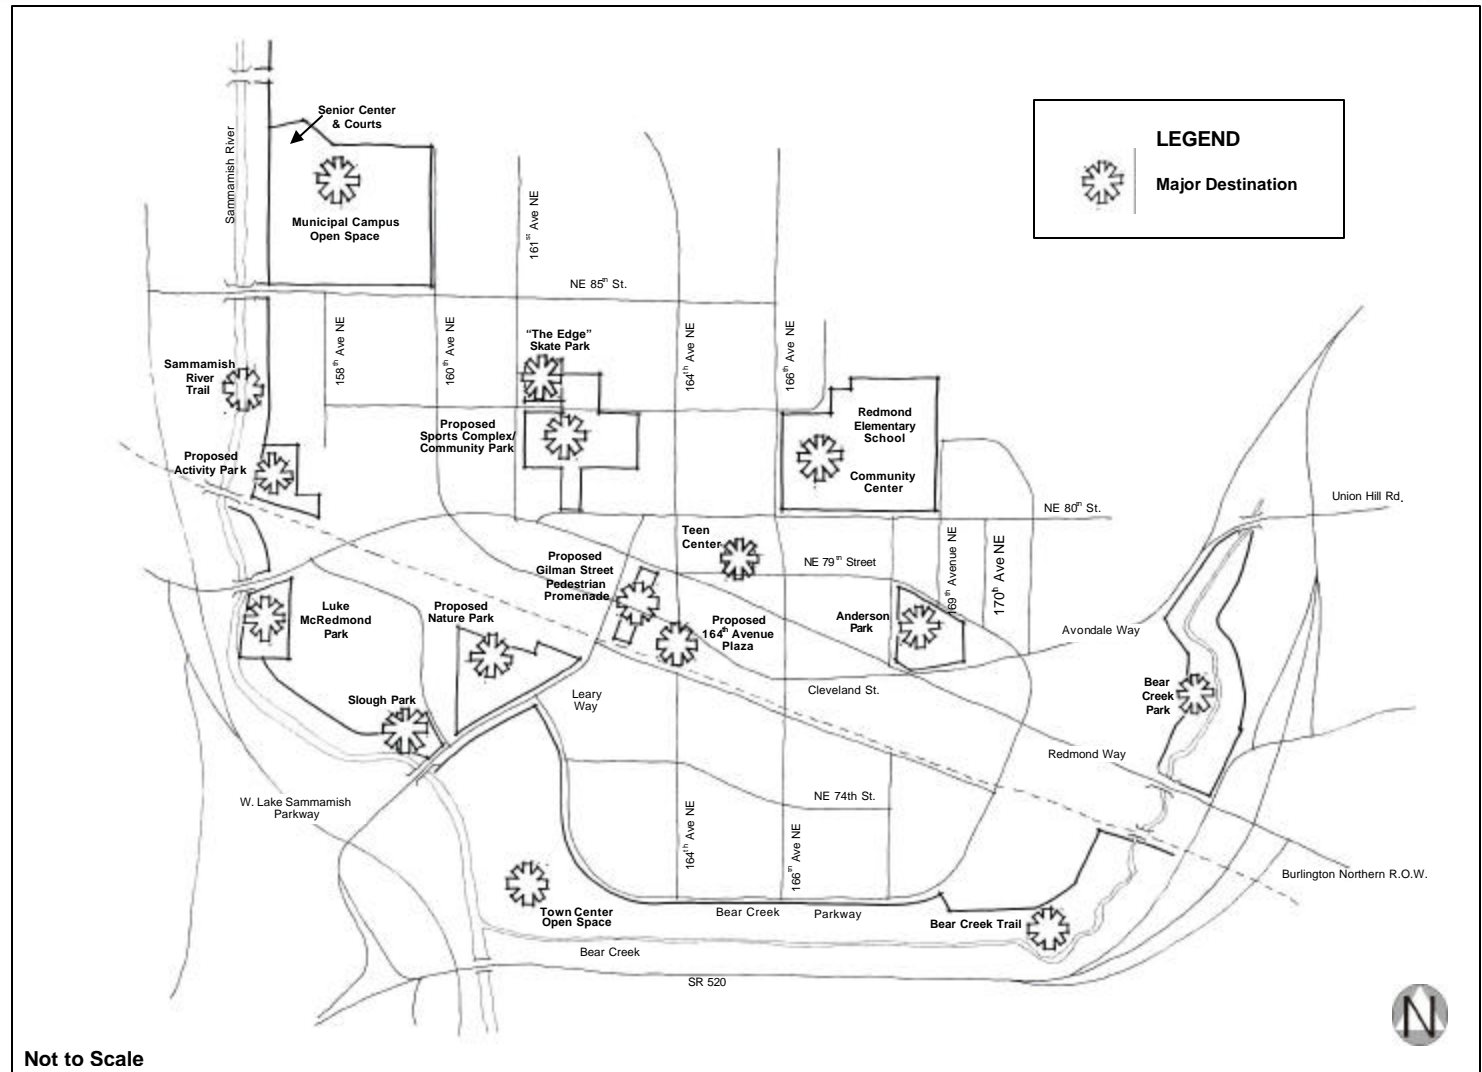 Senior Center
& Courts
Sammamish River
Municipal Campus
Open Space
LEGEND
Major Destination
161st Ave NE
NE 85th St.
158th Ave NE
160th Ave NE
"The Edge"
Skate Park
164th Ave NE
166th Ave NE
Sammamish
River
Trail
Proposed
Sports Complex/
Community Park
Redmond
Elementary
School
Community
Center
Proposed
Activity Park
Union Hill Rd.
NE 80th St.
Teen
Center
NE 79th Street
169th Avenue NE
170th Ave NE
Proposed
Gilman Street
Pedestrian
Promenade
Luke
McRedmond
Park
Proposed
Nature Park
Proposed
164th Avenue
Plaza
Anderson
Park
Avondale Way
Cleveland St.
Bear
Creek
Park
Slough Park
Leary
Way
Redmond Way
W. Lake Sammamish
Parkway
NE 74th St.
164th Ave NE
166th Ave NE
Burlington Northern R.O.W.
Town Center
Open Space
Bear Creek Parkway
Bear Creek Trail
Bear Creek
SR 520
N
Not to Scale